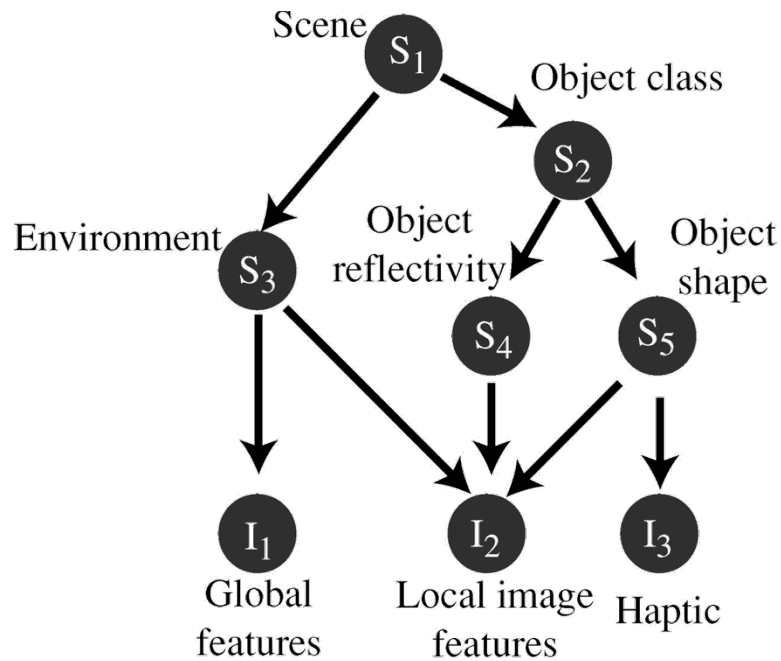 Scene
S1
Object class
S2
Environment
S3
Object
reflectivity
S4
Object
shape
S5
I1
Global
features
I2
Local image
features
I3
Haptic